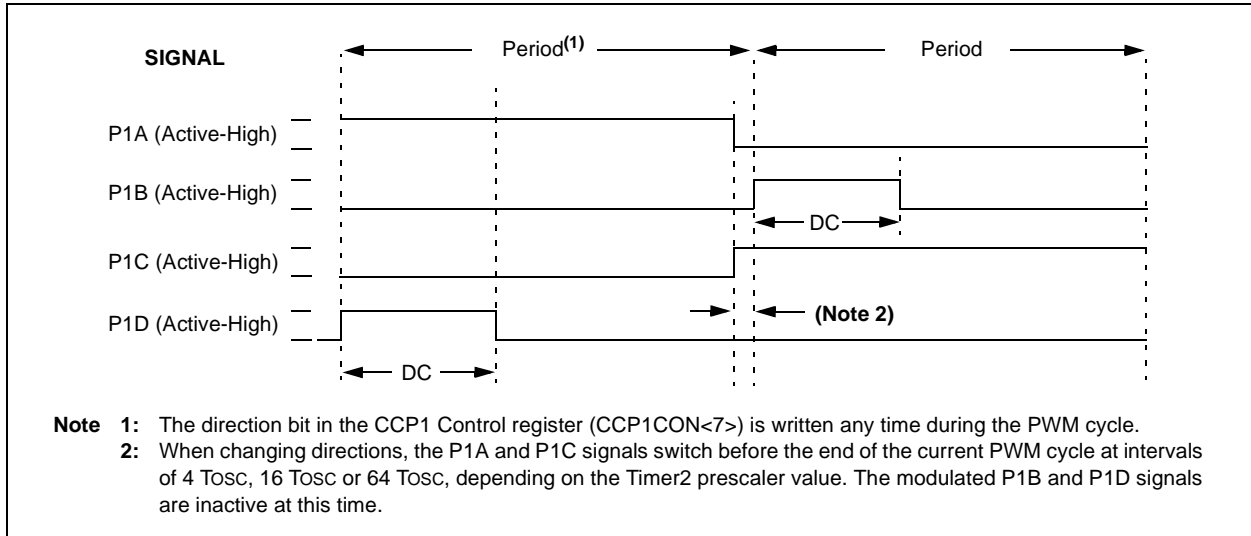 SIGNAL
Period(1)
Period
P1A (Active-High)
P1B (Active-High)
DC
P1C (Active-High)
P1D (Active-High)
(Note 2)
DC
Note 1: The direction bit in the CCP1 Control register (CCP1CON<7>) is written any time during the PWM cycle.
2: When changing directions, the P1A and P1C signals switch before the end of the current PWM cycle at intervals
of 4 TOSC, 16 TOSC or 64 TOSC, depending on the Timer2 prescaler value. The modulated P1B and P1D signals
are inactive at this time.